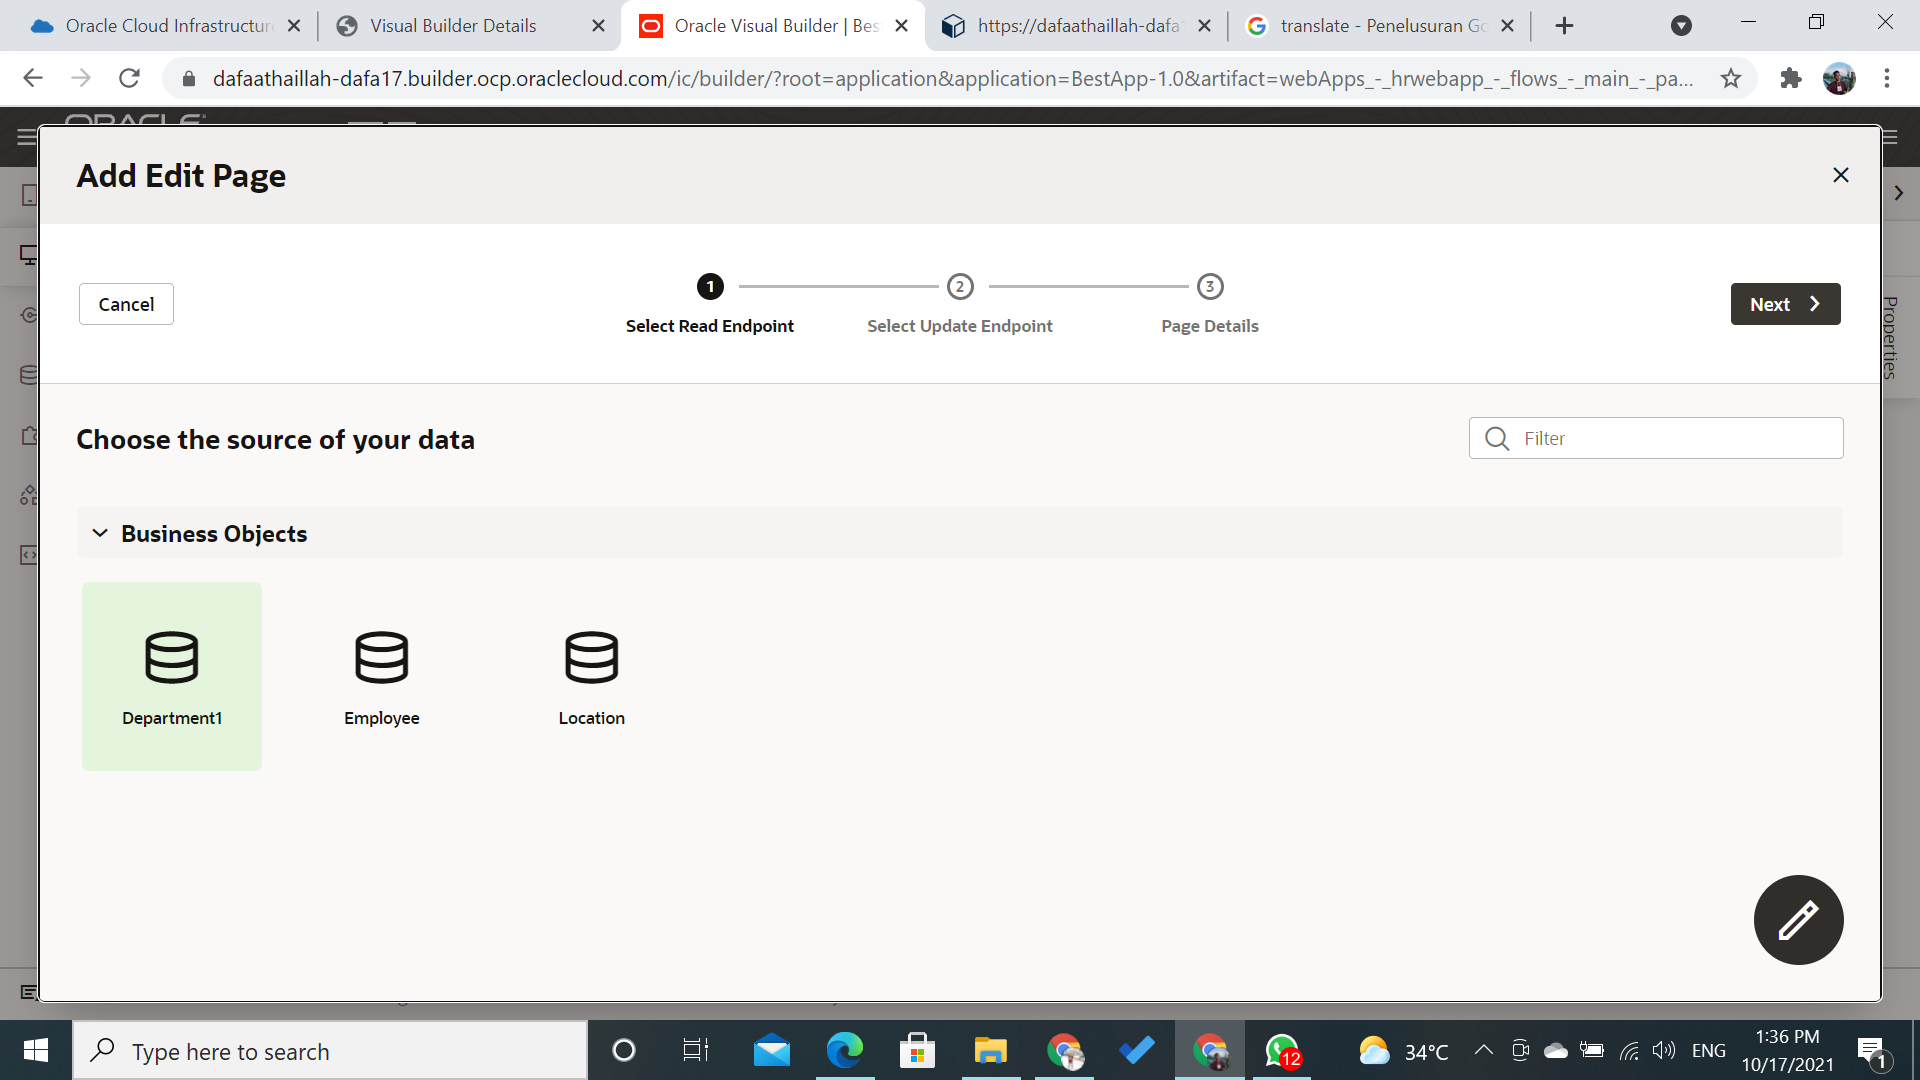 Oracle Cloud Infrastructur
Visual Builder Details
Oracle Visual Builder | Bes
https://dafaathaillah-dafa1
translate - Penelusuran Go
dafaathaillah-dafa17.builder.ocp.oraclecloud.com/ic/builder/?root=application&application=BestApp-1.0&artifact=webApps_-_hrwebapp_-_flows_-_main_-_pa...
ORACLE
Add Edit Page
Cancel
1
2
3
Select Read Endpoint
Select Update Endpoint
Page Details
Next
Properties
Choose the source of your data
Filter
Business Objects
Department1
Employee
Location
Type here to search
12
34°C
ENG
1:36 PM
10/17/2021
1